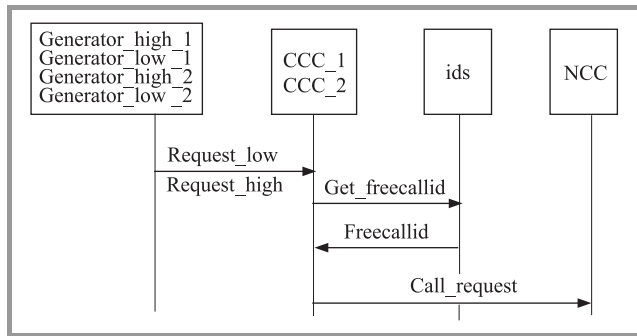 Generator_high_1
Generator_low_1
Generator_high_2
Generator_low_2
CCC_1
CCC_2
ids
NCC
Request_low
Request_high
Get_freecallid
Freecallid
Call_request